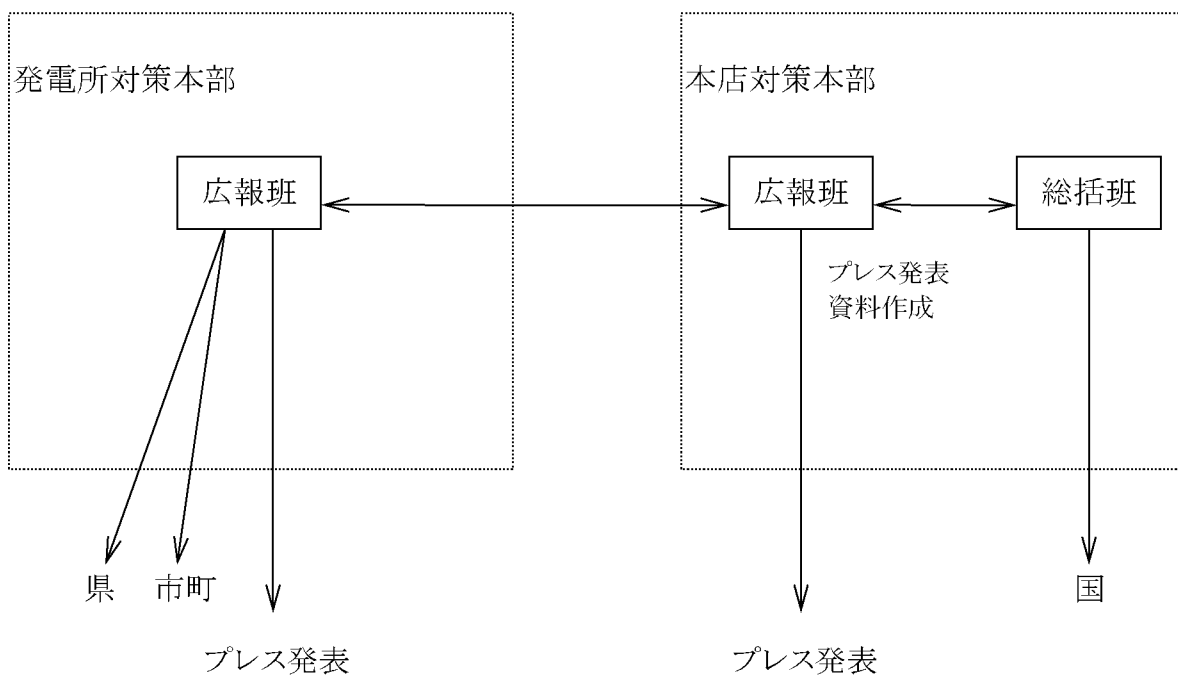 発電所対策本部
本店対策本部
広報班
広報班
総括班
プレス発表
資料作成
県
市町
国
プレス発表
プレス発表